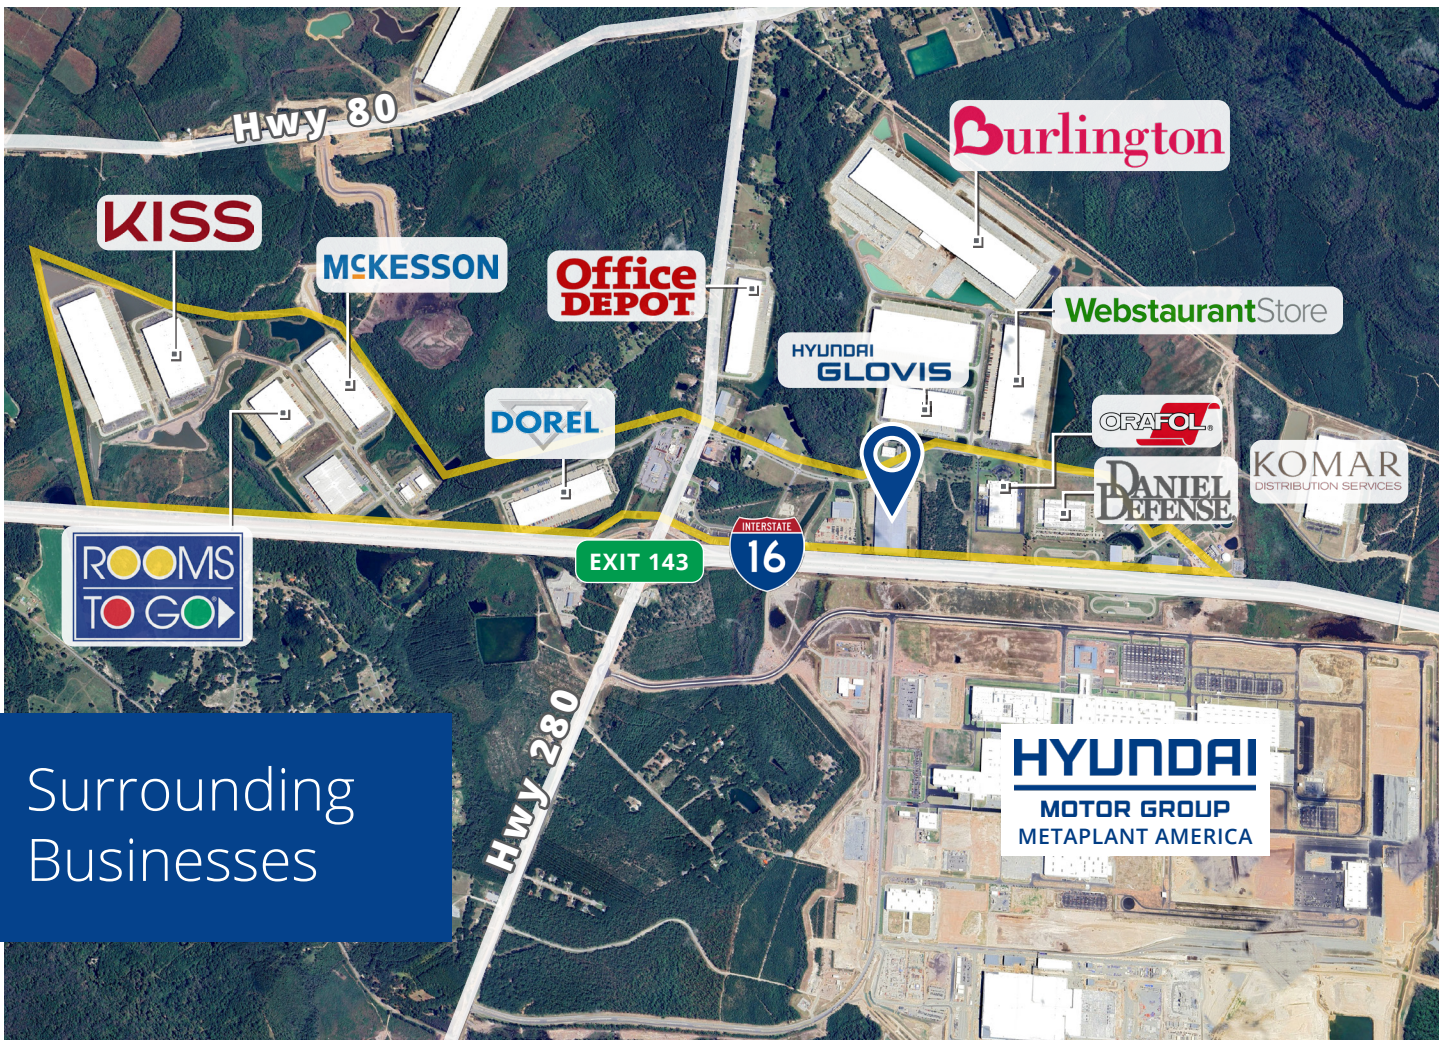 Hwy 80
Burlington
KISS
MCKESSON
Office
DEPOT
WebstaurantStore
HYUNDAI
GLOVIS
DOREL
ORAFOL®
KOMAR
DISTRIBUTION SERVICES
DANIEL
DEFENSE
INTERSTATE
16
EXIT 143
ROOMS
TO GO
Hwy 280
HYUNDAI
MOTOR GROUP
METAPLANT AMERICA
Surrounding
Businesses